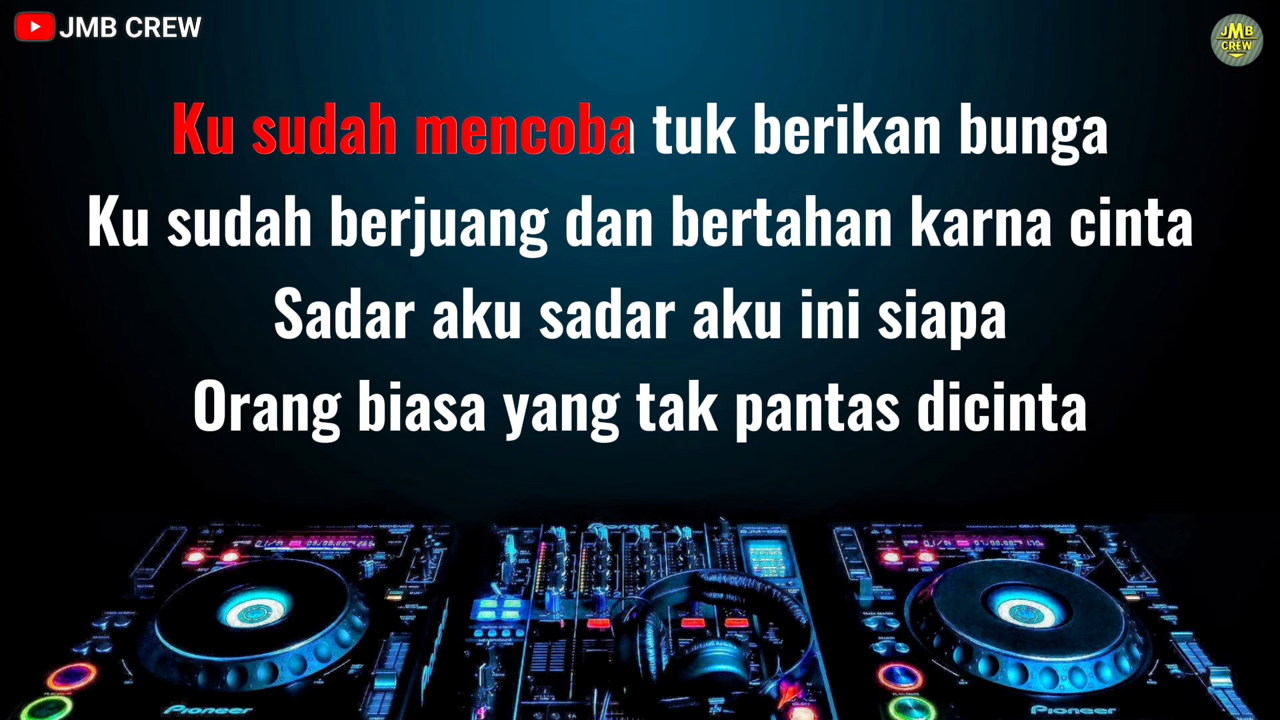 JMB CREW
JMB
CREW
Ku sudah mencoba tuk berikan bunga
Ku sudah berjuang dan bertahan karna cinta
Sadar aku sadar aku ini siapa
Orang biasa yang tak pantas dicinta
Pioneer
Pioneer
Pioneer